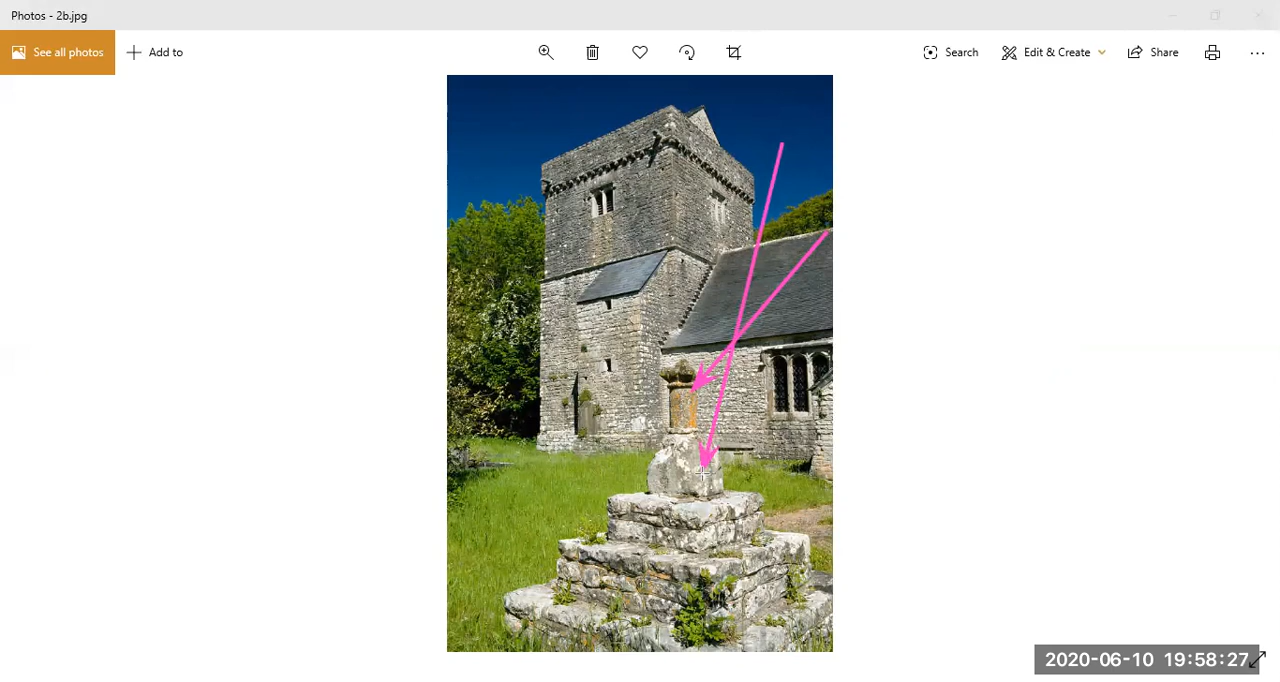 Photos - 2b.jpg
See all photos
Add to
Search
Edit & Create
Share
2020-06-10 19:58:27